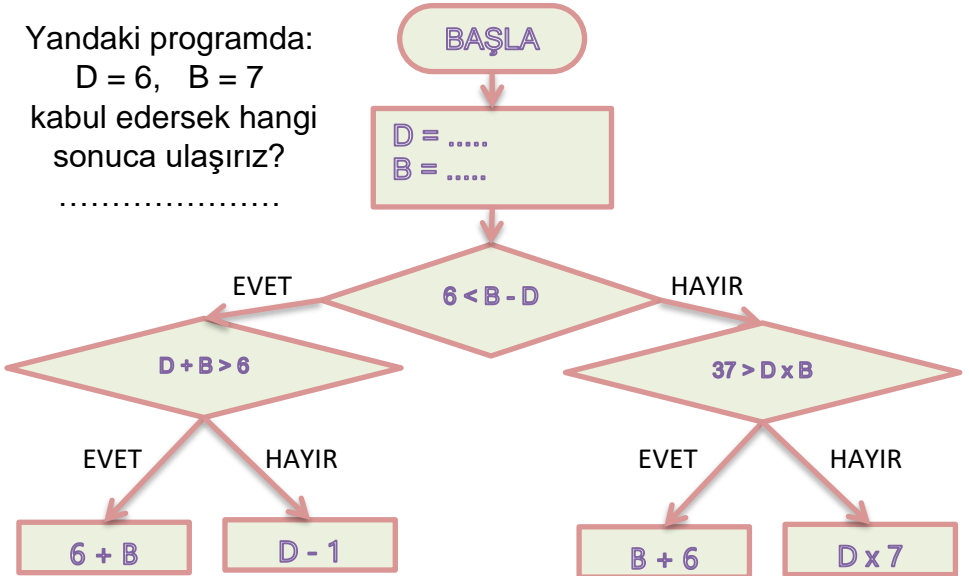 Yandaki programda:
D = 6, B = 7
kabul edersek hangi
sonuca ulaşırız?
…………………
BAŞLA
D = .....
B = .....
6 < B - D
EVET
HAYIR
D + B > 6
37 > D x B
EVET
HAYIR
EVET
HAYIR
6 + B
D - 1
B + 6
D x 7